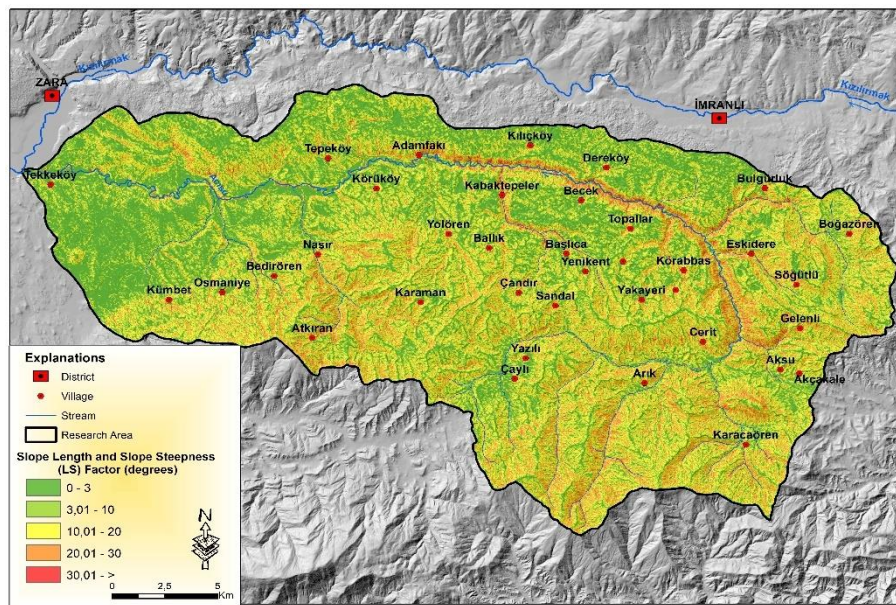 ZARA
Kızılırmak
İMRANLI
Kızılırmak
Tekkeköy
Tepeköy
Adamfakı
Kılıçköy
Dereköy
Körüköy
Kabaktepeler
Becek
Bulgurluk
Yolören
Ballık
Topallar
Boğazören
Nasır
Başlıca
Yenikent
Eskidere
Korabbas
Bedirören
Söğütlü
Kümbet
Osmaniye
Karaman
Çandır
Sandal
Yakayeri
Gelenli
Atkıran
Cerit
Yazılı
Çaylı
Arık
Aksu
Akçakale
Karacaören
Explanations
District
Village
Stream
Research Area
Slope Length and Slope Steepness
(LS) Factor (degrees)
0 - 3
3,01 - 10
10,01 - 20
20,01 - 30
30,01 - >
N
0 2,5 5
Km